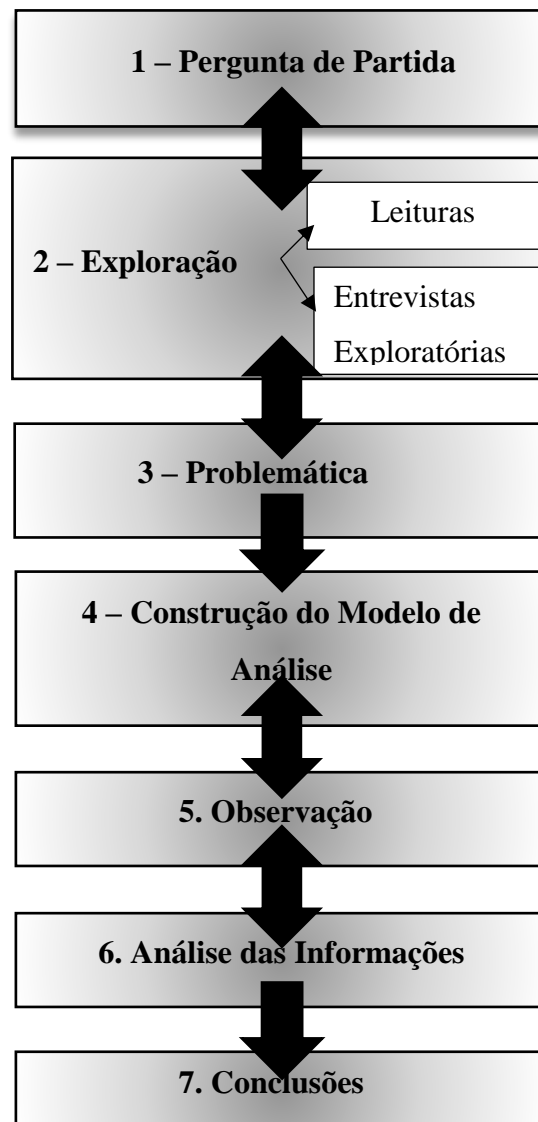 1 – Pergunta de Partida
2 – Exploração
Leituras
Entrevistas
Exploratórias
3 – Problemática
4 – Construção do Modelo de
Análise
5. Observação
6. Análise das Informações
7. Conclusões